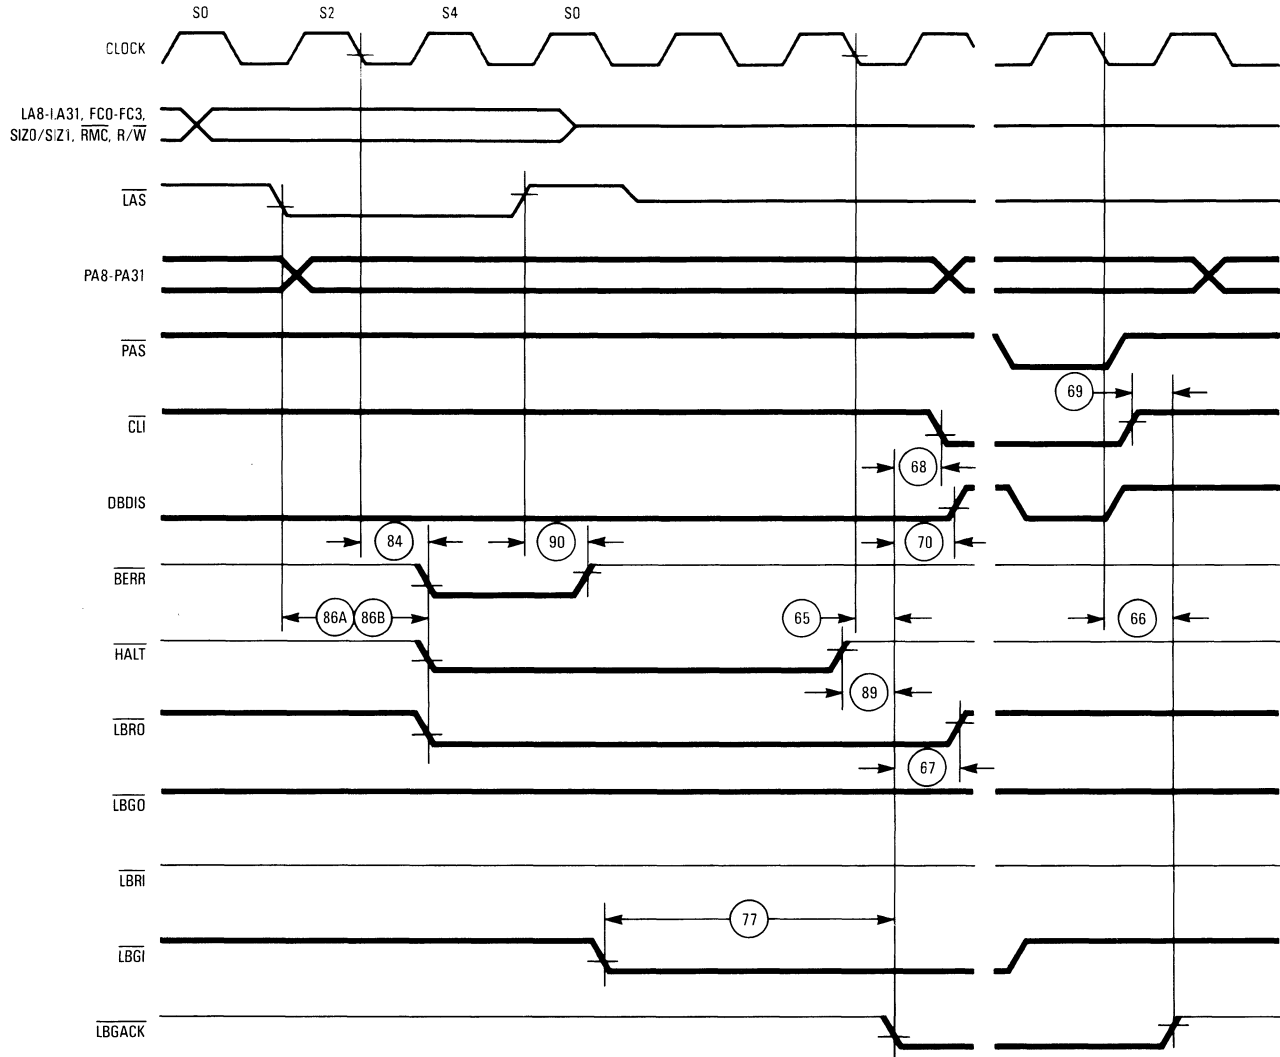 S0 S2 S4 S0
CLOCK
LA8-LA31, FC0-FC3,
SIZ0/SIZ1, RMC, R/W
LAS
PA8-PA31
PAS
69
CLI
68
DBDIS
84 90 70
BERR
86A 86B 65 66
HALT
89
LBRO
67
LBGO
LBRI
77
LBGI
LBGACK